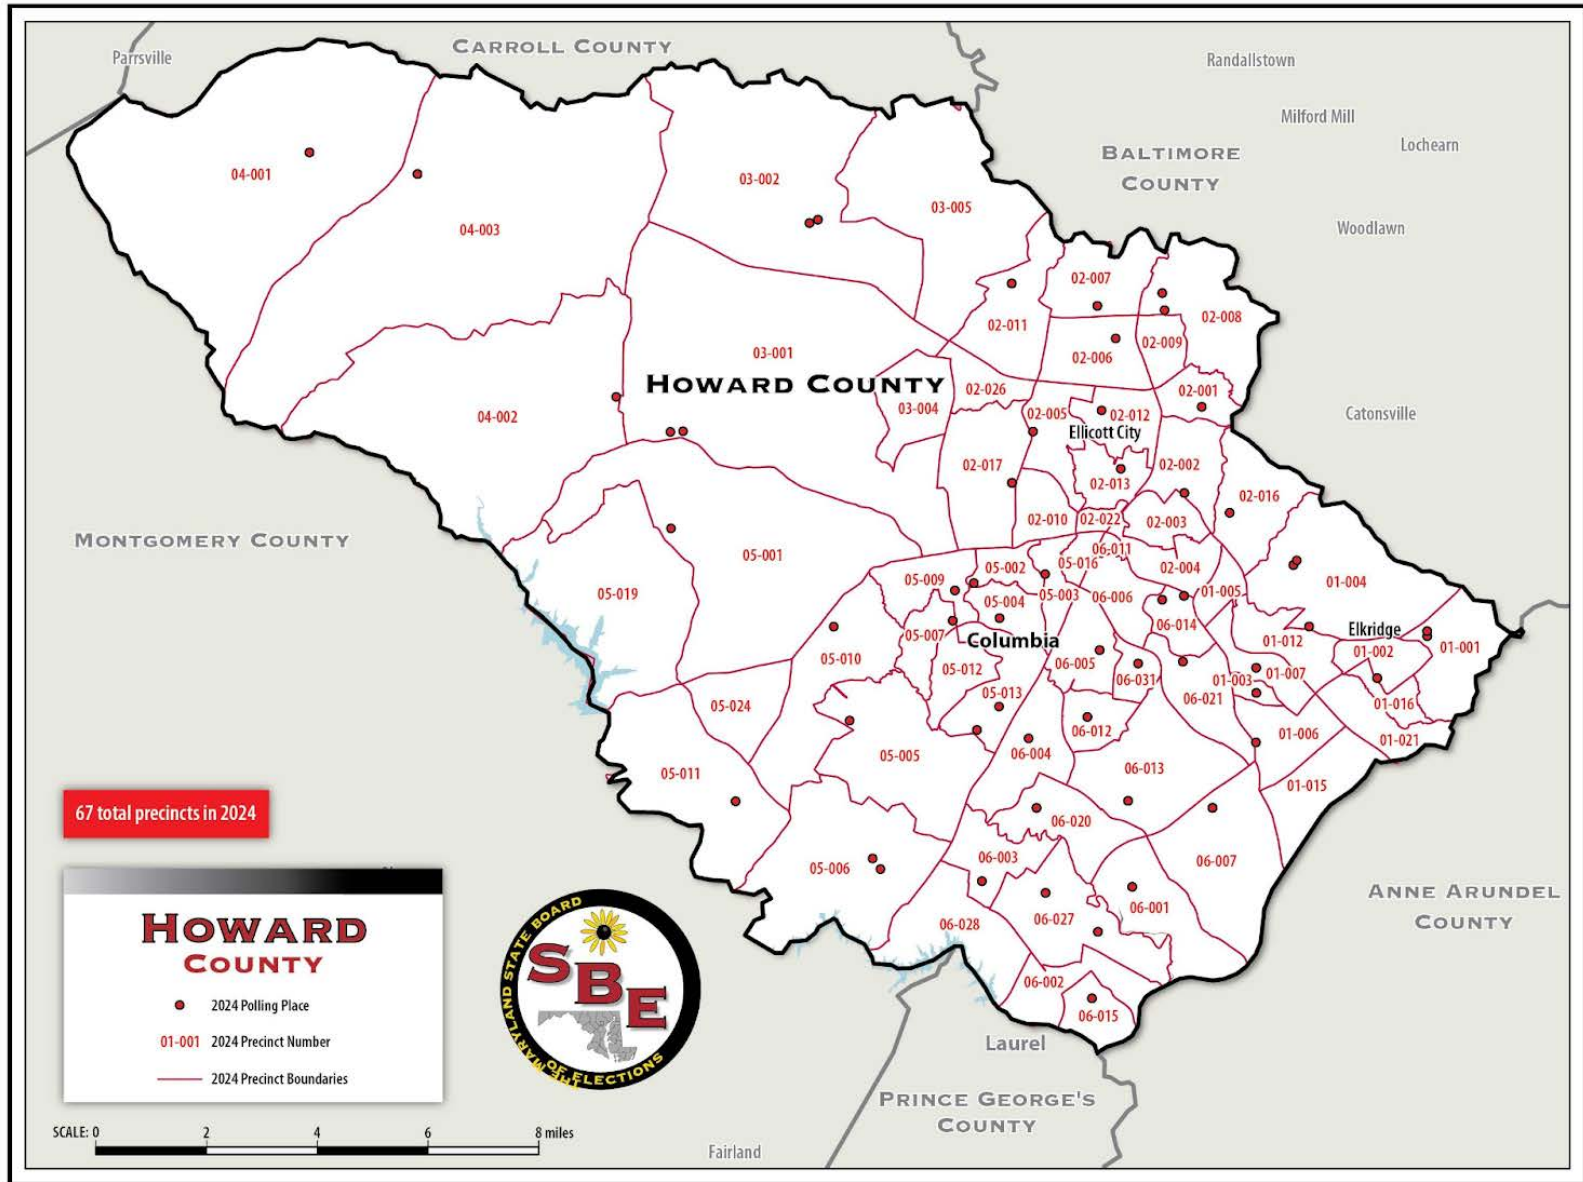 CARROLL COUNTY
Parrsville
Randallstown
Milford Mill
Lochearn
BALTIMORE
COUNTY
04-001
03-002
03-005
Woodlawn
04-003
02-007
02-008
02-011
02-009
03-001
02-006
HOWARD COUNTY
02-026
02-001
03-004
02-005
02-012
Catonsville
04-002
Ellicott City
02-017
02-002
02-013
02-016
02-010
02-022
02-003
MONTGOMERY COUNTY
05-001
06-011
05-016
02-004
05-002
05-009
01-004
05-019
05-003
06-006
01-005
05-004
06-014
05-007
Elkridge
Columbia
01-012
01-002
01-001
05-010
05-012
06-005
06-031
01-003
01-007
05-013
06-021
01-016
05-024
06-012
01-006
01-021
05-005
06-004
05-011
06-013
01-015
67 total precincts in 2024
06-020
06-003
06-007
05-006
ANNE ARUNDEL
COUNTY
06-027
06-001
06-028
HOWARD
COUNTY
2024 Polling Place
01-001 2024 Precinct Number
2024 Precinct Boundaries
THE MARYLAND STATE BOARD
OF ELECTIONS
SBE
06-002
06-015
Laurel
PRINCE GEORGE'S
COUNTY
SCALE: 0 2 4 6 8 miles
Fairland